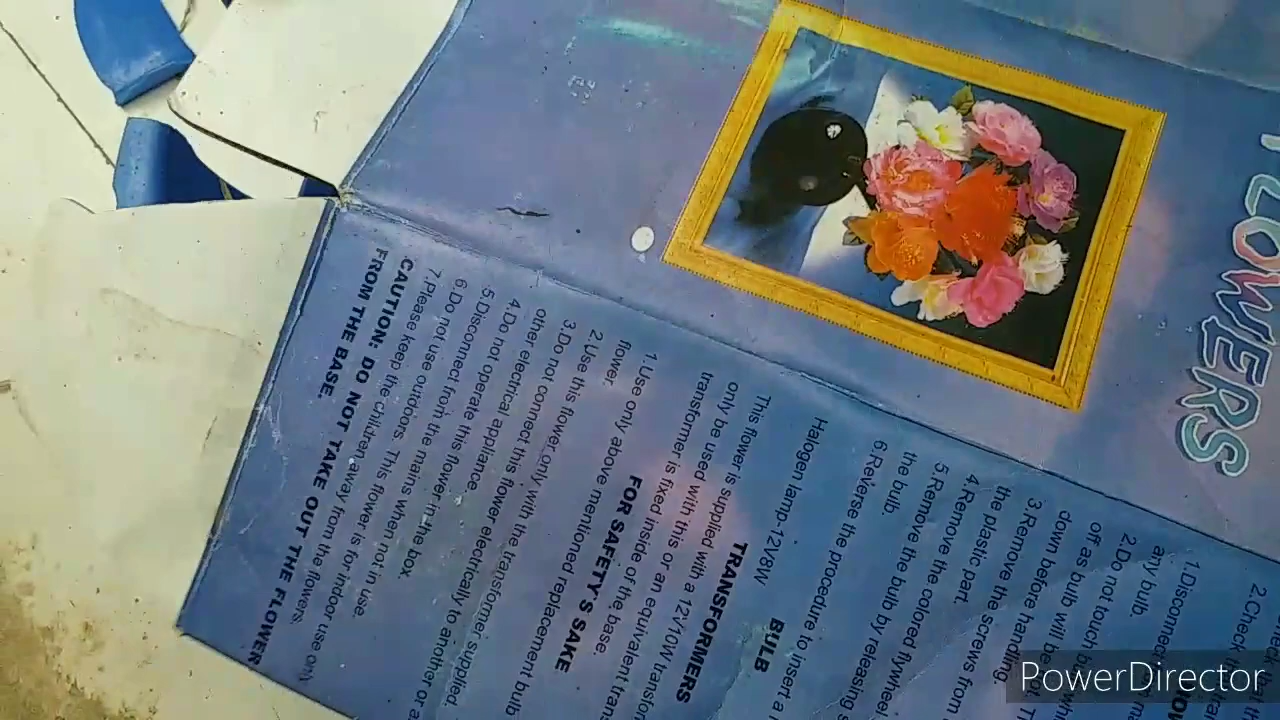 FLOWERS
2.Check
1.Disconnect
any bulb.
2.Do not touch
off as bulb will be
down before handling
3.Remove the screws from
the plastic part.
4.Remove the colored flywheel
5.Remove the bulb by releasing
the bulb.
6.Reverse the procedure to insert a
BILB
Halogen lamp-12V8W
TRANSFORMERS
This flower is supplied with a 12V/10W
only be used with this or an equivalent
transformer is fixed inside of the base
FOR SAFETY'S SAKE
1.Use only above mentioned replacement bulb
flower.
2.Use this flower only with the transformer supplied.
3.Do not connect this flower electrically to another or
other electrical appliance.
4.Do not operate this flower in the box.
5.Disconnect from the mains when not in use.
6.Do not use outdoors. This flower is for indoor use only
7.Please keep the children away from the flowers.
CAUTION: DO NOT TAKE OUT THE FLOWER
FROM THE BASE.
PowerDirector